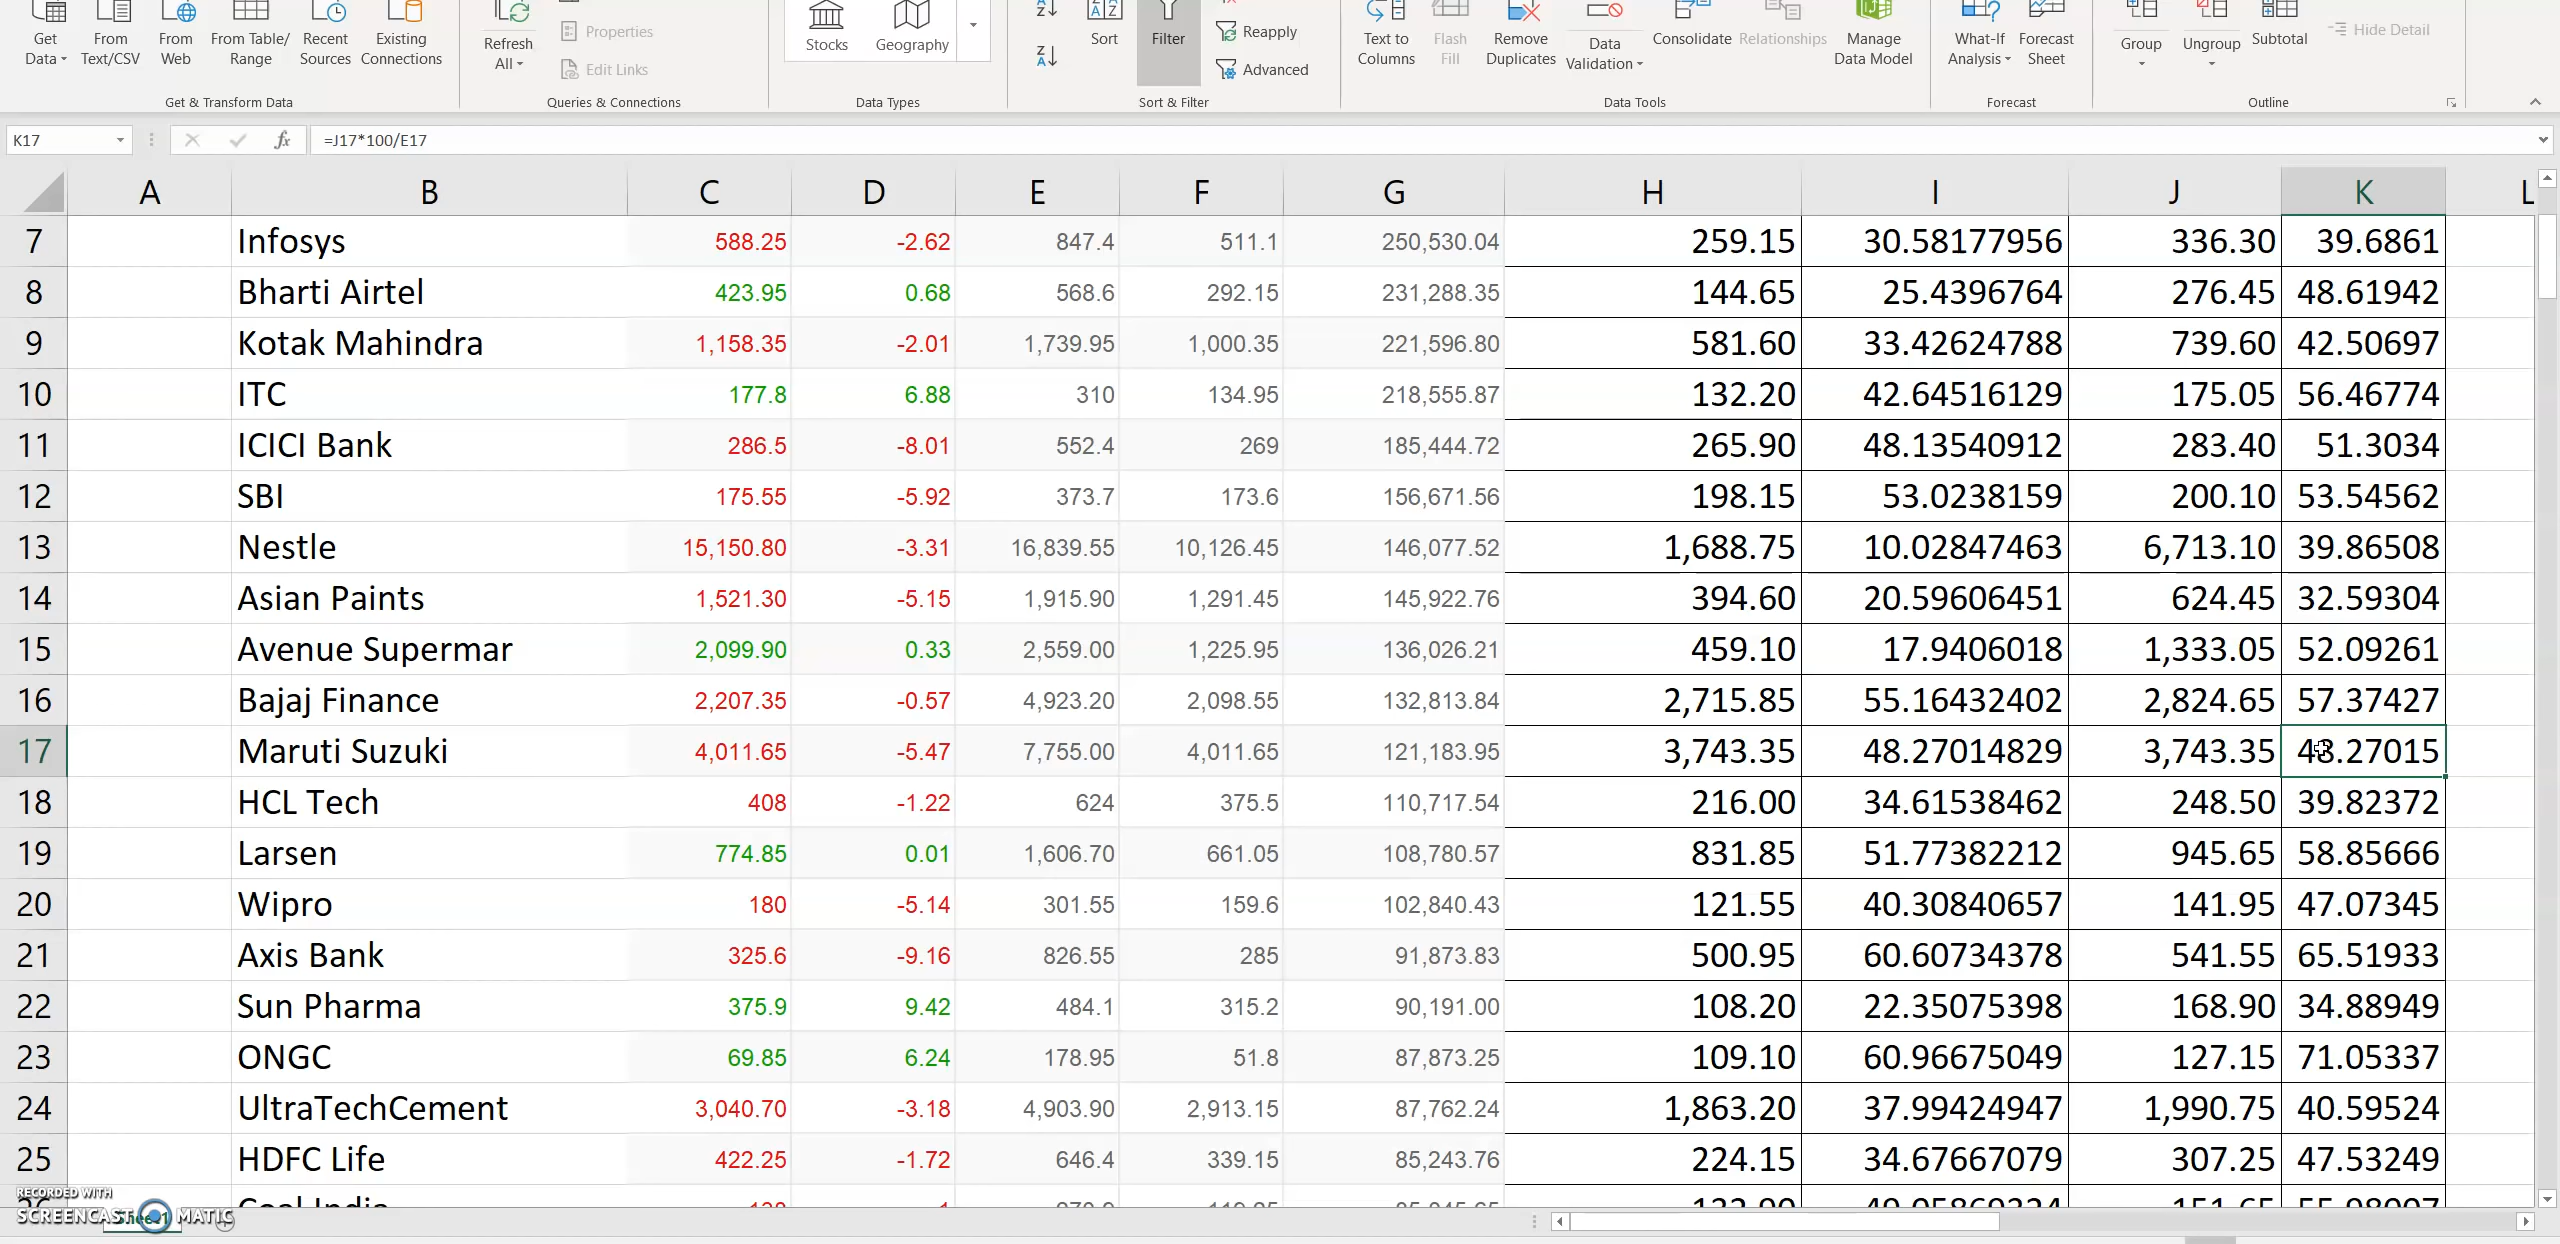 Get Data
From Text/CSV
From Web
From Table/ Range
Recent Sources
Existing Connections
Refresh All
Properties
Edit Links
Stocks
Geography
Sort
Filter
Reapply
Advanced
Text to Columns
Flash Fill
Remove Duplicates
Data Validation
Consolidate
Relationships
Manage Data Model
What-If Analysis
Forecast Sheet
Group
Ungroup
Subtotal
Hide Detail
Get & Transform Data
Queries & Connections
Data Types
Sort & Filter
Data Tools
Forecast
Outline
K17 fx =J17*100/E17
A B C D E F G H I J K L
7 Infosys 588.25 -2.62 847.4 511.1 250,530.04 259.15 30.58177956 336.30 39.6861
8 Bharti Airtel 423.95 0.68 568.6 292.15 231,288.35 144.65 25.4396764 276.45 48.61942
9 Kotak Mahindra 1,158.35 -2.01 1,739.95 1,000.35 221,596.80 581.60 33.42624788 739.60 42.50697
10 ITC 177.8 6.88 310 134.95 218,555.87 132.20 42.64516129 175.05 56.46774
11 ICICI Bank 286.5 -8.01 552.4 269 185,444.72 265.90 48.13540912 283.40 51.3034
12 SBI 175.55 -5.92 373.7 173.6 156,671.56 198.15 53.0238159 200.10 53.54562
13 Nestle 15,150.80 -3.31 16,839.55 10,126.45 146,077.52 1,688.75 10.02847463 6,713.10 39.86508
14 Asian Paints 1,521.30 -5.15 1,915.90 1,291.45 145,922.76 394.60 20.59606451 624.45 32.59304
15 Avenue Supermar 2,099.90 0.33 2,559.00 1,225.95 136,026.21 459.10 17.9406018 1,333.05 52.09261
16 Bajaj Finance 2,207.35 -0.57 4,923.20 2,098.55 132,813.84 2,715.85 55.16432402 2,824.65 57.37427
17 Maruti Suzuki 4,011.65 -5.47 7,755.00 4,011.65 121,183.95 3,743.35 48.27014829 3,743.35 48.27015
18 HCL Tech 408 -1.22 624 375.5 110,717.54 216.00 34.61538462 248.50 39.82372
19 Larsen 774.85 0.01 1,606.70 661.05 108,780.57 831.85 51.77382212 945.65 58.85666
20 Wipro 180 -5.14 301.55 159.6 102,840.43 121.55 40.30840657 141.95 47.07345
21 Axis Bank 325.6 -9.16 826.55 285 91,873.83 500.95 60.60734378 541.55 65.51933
22 Sun Pharma 375.9 9.42 484.1 315.2 90,191.00 108.20 22.35075398 168.90 34.88949
23 ONGC 69.85 6.24 178.95 51.8 87,873.25 109.10 60.96675049 127.15 71.05337
24 UltraTechCement 3,040.70 -3.18 4,903.90 2,913.15 87,762.24 1,863.20 37.99424947 1,990.75 40.59524
25 HDFC Life 422.25 -1.72 646.4 339.15 85,243.76 224.15 34.67667079 307.25 47.53249
Coal India
RECORDED WITH
SCREENCAST MATIC